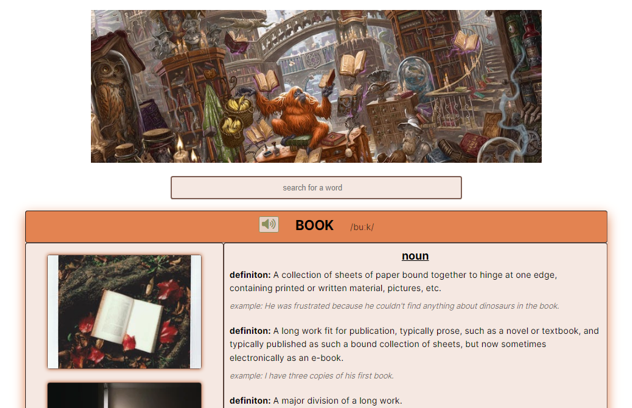 search for a word
BOOK /buːk/
noun
definiton: A collection of sheets of paper bound together to hinge at one edge,
containing printed or written material, pictures, etc.
example: He was frustrated because he couldn't find anything about dinosaurs in the book.
definiton: A long work fit for publication, typically prose, such as a novel or textbook, and
typically published as such a bound collection of sheets, but now sometimes
electronically as an e-book.
example: I have three copies of his first book.
definiton: A major division of a long work.